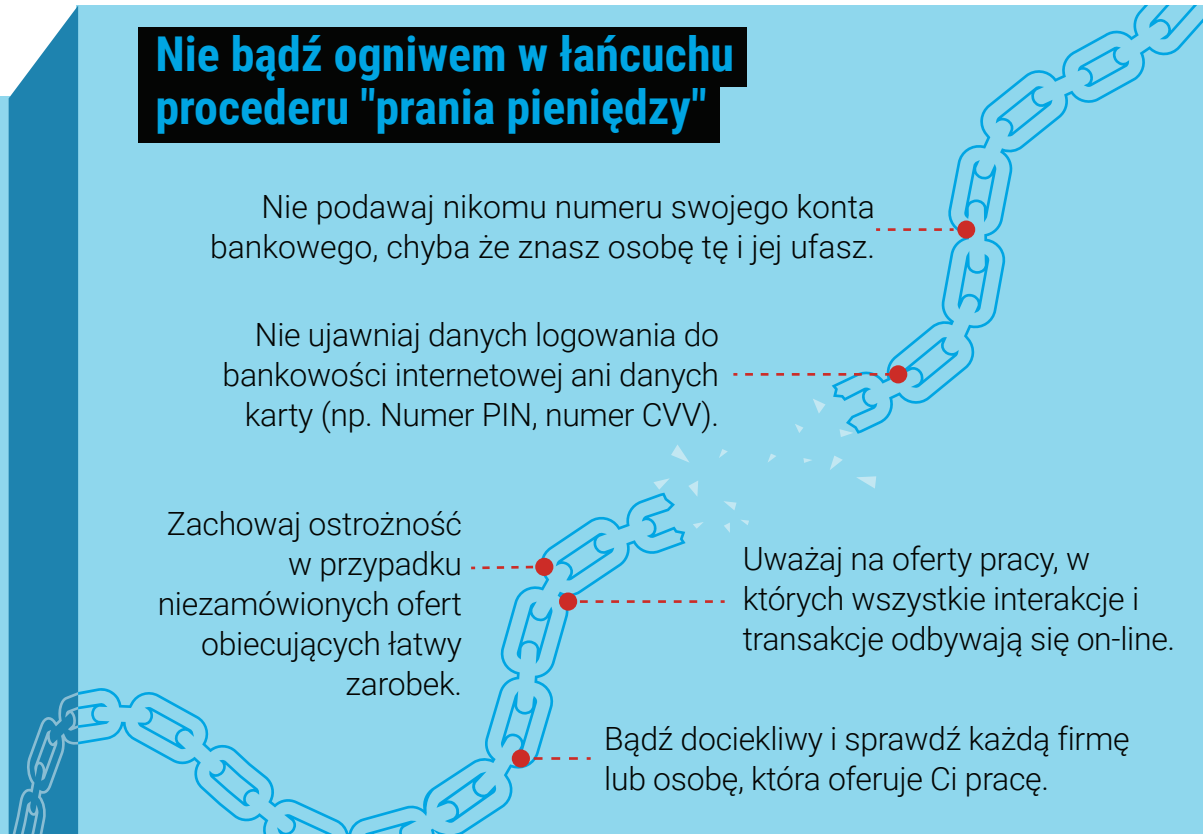 Nie bądź ogniwem w łańcuchu
procederu "prania pieniędzy"
Nie podawaj nikomu numeru swojego konta
bankowego, chyba że znasz osobę tę i jej ufasz.
Nie ujawniaj danych logowania do
bankowości internetowej ani danych
karty (np. Numer PIN, numer CVV).
Zachowaj ostrożność
w przypadku
niezamówionych ofert
obiecujących łatwy
zarobek.
Uważaj na oferty pracy, w
których wszystkie interakcje i
transakcje odbywają się on-line.
Bądź dociekliwy i sprawdź każdą firmę
lub osobę, która oferuje Ci pracę.